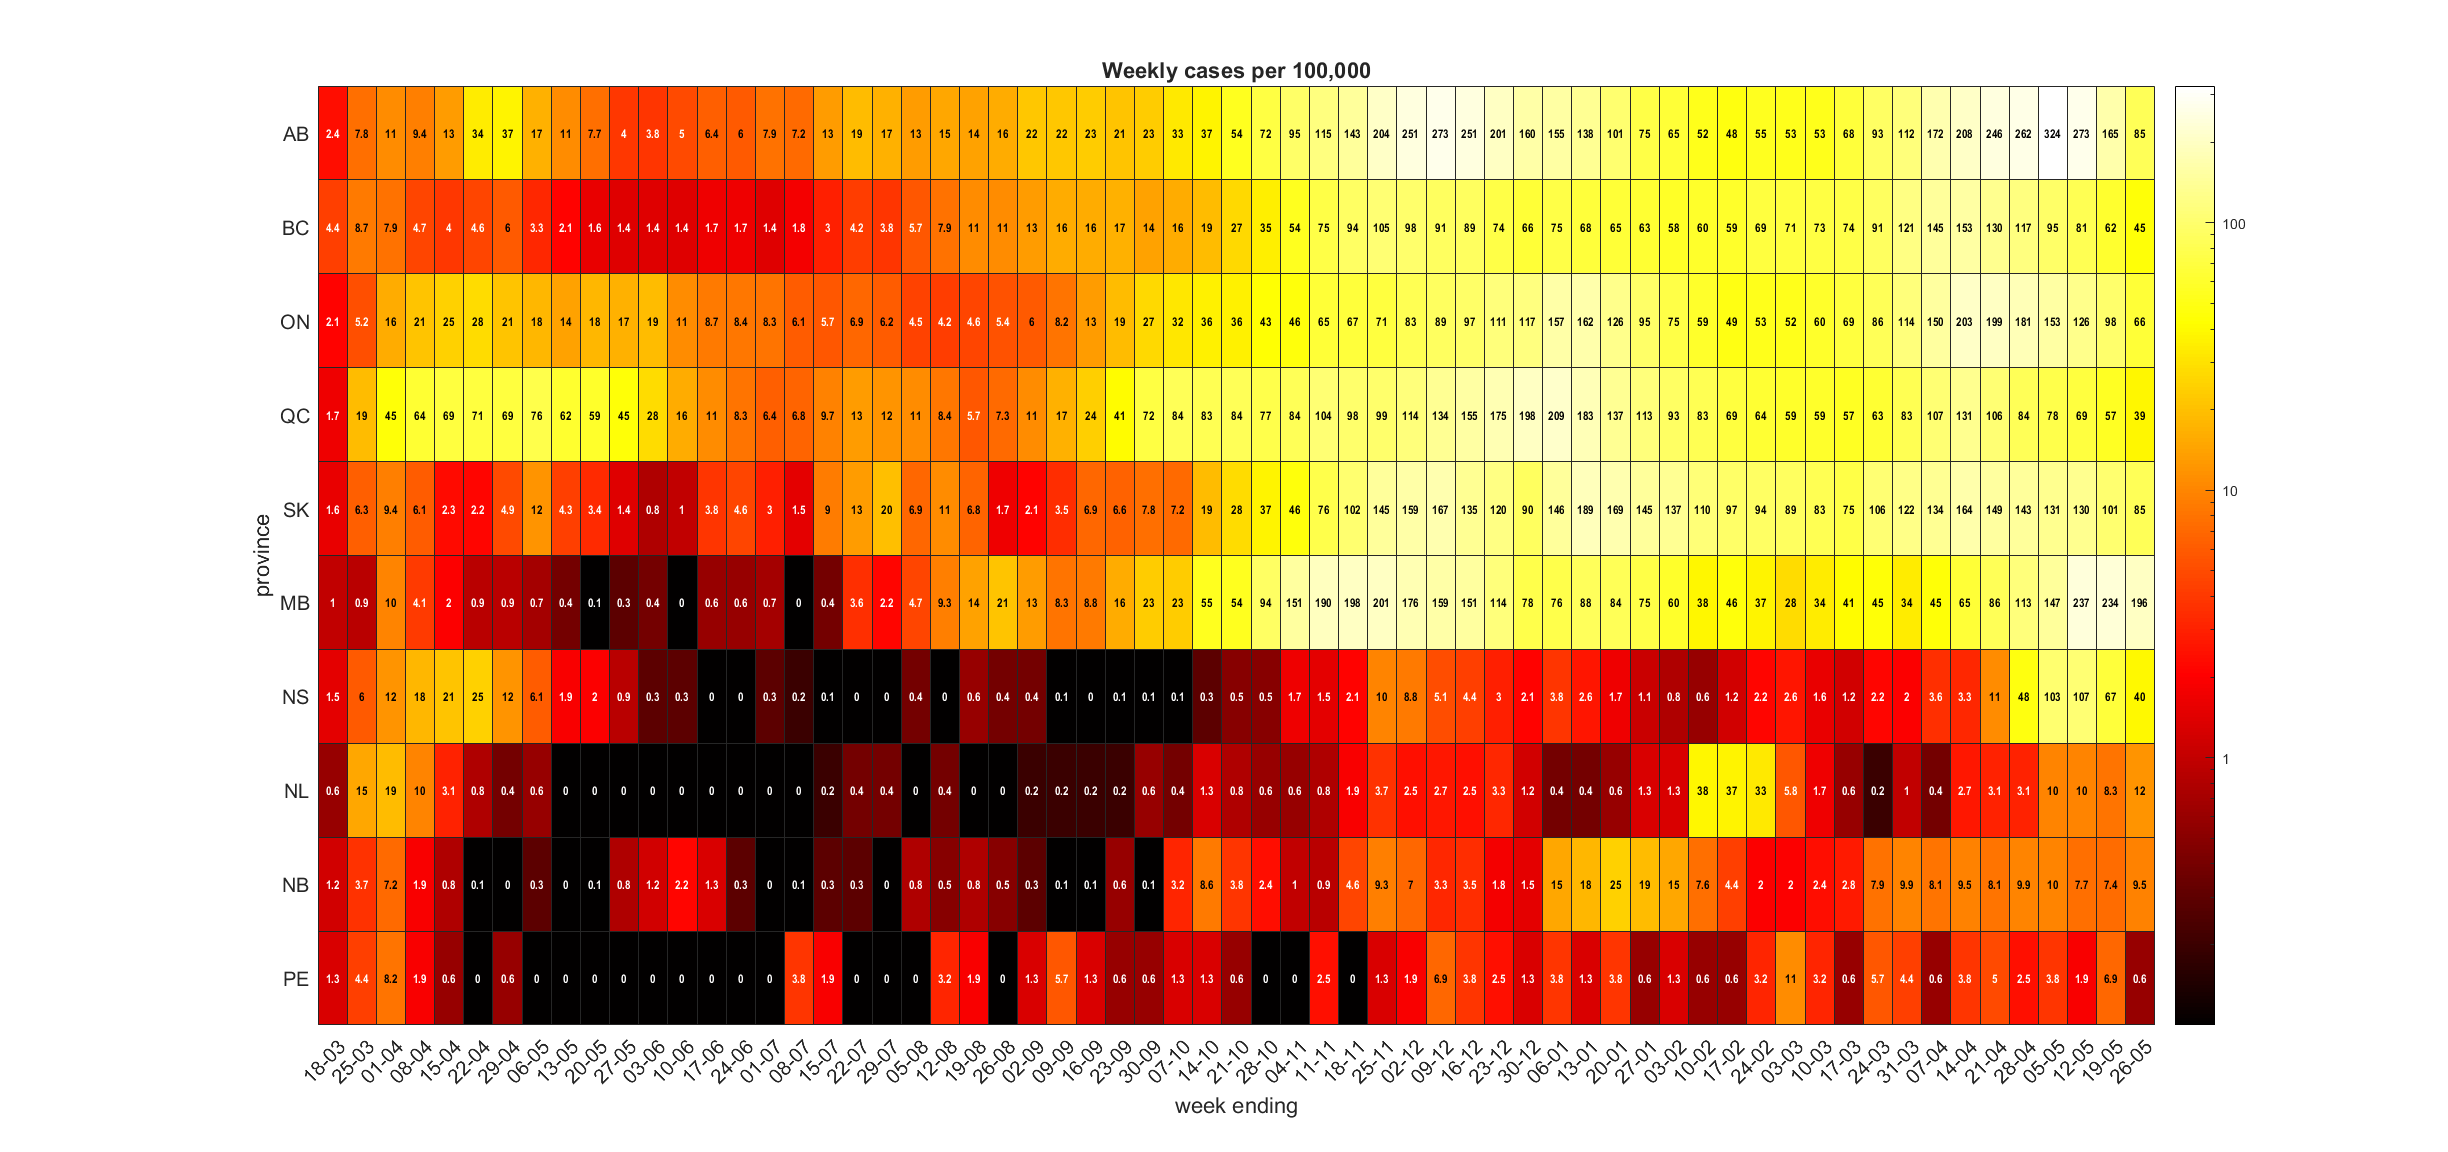 Weekly cases per 100,000
AB 2.4 7.8 11 9.4 13 34 37 17 11 7.7 4 3.8 5 6.4 6 7.9 7.2 13 19 17 13 15 14 16 22 22 23 21 23 33 37 54 72 95 115 143 204 251 273 251 201 160 155 138 101 75 65 52 48 55 53 53 68 93 112 172 208 246 262 324 273 165 85
BC 4.4 8.7 7.9 4.7 4 4.6 6 3.3 2.1 1.6 1.4 1.4 1.4 1.7 1.7 1.4 1.8 3 4.2 3.8 5.7 7.9 11 11 13 16 16 17 14 16 19 27 35 54 75 94 105 98 91 89 74 66 75 68 65 63 58 60 59 69 71 73 74 91 121 145 153 130 117 95 81 62 45
100
ON 2.1 5.2 16 21 25 28 21 18 14 18 17 19 11 8.7 8.4 8.3 6.1 5.7 6.9 6.2 4.5 4.2 4.6 5.4 6 8.2 13 19 27 32 36 36 43 46 65 67 71 83 89 97 111 117 157 162 126 95 75 59 49 53 52 60 69 86 114 150 203 199 181 153 126 98 66
QC 1.7 19 45 64 69 71 69 76 62 59 45 28 16 11 8.3 6.4 6.8 9.7 13 12 11 8.4 5.7 7.3 11 17 24 41 72 84 83 84 77 84 104 98 99 114 134 155 175 198 209 183 137 113 93 83 69 64 59 59 57 63 83 107 131 106 84 78 69 57 39
10
SK 1.6 6.3 9.4 6.1 2.3 2.2 4.9 12 4.3 3.4 1.4 0.8 1 3.8 4.6 3 1.5 9 13 20 6.9 11 6.8 1.7 2.1 3.5 6.9 6.6 7.8 7.2 19 28 37 46 76 102 145 159 167 135 120 90 146 189 169 145 137 110 97 94 89 83 75 106 122 134 164 149 143 131 130 101 85
province
MB 1 0.9 10 4.1 2 0.9 0.9 0.7 0.4 0.1 0.3 0.4 0 0.6 0.6 0.7 0 0.4 3.6 2.2 4.7 9.3 14 21 13 8.3 8.8 16 23 23 55 54 94 151 190 198 201 176 159 151 114 78 76 88 84 75 60 38 46 37 28 34 41 45 34 45 65 86 113 147 237 234 196
NS 1.5 6 12 18 21 25 12 6.1 1.9 2 0.9 0.3 0.3 0 0 0.3 0.2 0.1 0 0 0.4 0 0.6 0.4 0.4 0.1 0 0.1 0.1 0.1 0.3 0.5 0.5 1.7 1.5 2.1 10 8.8 5.1 4.4 3 2.1 3.8 2.6 1.7 1.1 0.8 0.6 1.2 2.2 2.6 1.6 1.2 2.2 2 3.6 3.3 11 48 103 107 67 40
1
NL 0.6 15 19 10 3.1 0.8 0.4 0.6 0 0 0 0 0 0 0 0 0 0.2 0.4 0.4 0 0.4 0 0 0.2 0.2 0.2 0.2 0.6 0.4 1.3 0.8 0.6 0.6 0.8 1.9 3.7 2.5 2.7 2.5 3.3 1.2 0.4 0.4 0.6 1.3 1.3 38 37 33 5.8 1.7 0.6 0.2 1 0.4 2.7 3.1 3.1 10 10 8.3 12
NB 1.2 3.7 7.2 1.9 0.8 0.1 0 0.3 0 0.1 0.8 1.2 2.2 1.3 0.3 0 0.1 0.3 0.3 0 0.8 0.5 0.8 0.5 0.3 0.1 0.1 0.6 0.1 3.2 8.6 3.8 2.4 1 0.9 4.6 9.3 7 3.3 3.5 1.8 1.5 15 18 25 19 15 7.6 4.4 2 2 2.4 2.8 7.9 9.9 8.1 9.5 8.1 9.9 10 7.7 7.4 9.5
PE 1.3 4.4 8.2 1.9 0.6 0 0.6 0 0 0 0 0 0 0 0 0 3.8 1.9 0 0 0 3.2 1.9 0 1.3 5.7 1.3 0.6 0.6 1.3 1.3 0.6 0 0 2.5 0 1.3 1.9 6.9 3.8 2.5 1.3 3.8 1.3 3.8 0.6 1.3 0.6 0.6 3.2 11 3.2 0.6 5.7 4.4 0.6 3.8 5 2.5 3.8 1.9 6.9 0.6
18-03 25-03 01-04 08-04 15-04 22-04 29-04 06-05 13-05 20-05 27-05 03-06 10-06 17-06 24-06 01-07 08-07 15-07 22-07 29-07 05-08 12-08 19-08 26-08 02-09 09-09 16-09 23-09 30-09 07-10 14-10 21-10 28-10 04-11 11-11 18-11 25-11 02-12 09-12 16-12 23-12 30-12 06-01 13-01 20-01 27-01 03-02 10-02 17-02 24-02 03-03 10-03 17-03 24-03 31-03 07-04 14-04 21-04 28-04 05-05 12-05 19-05 26-05
week ending